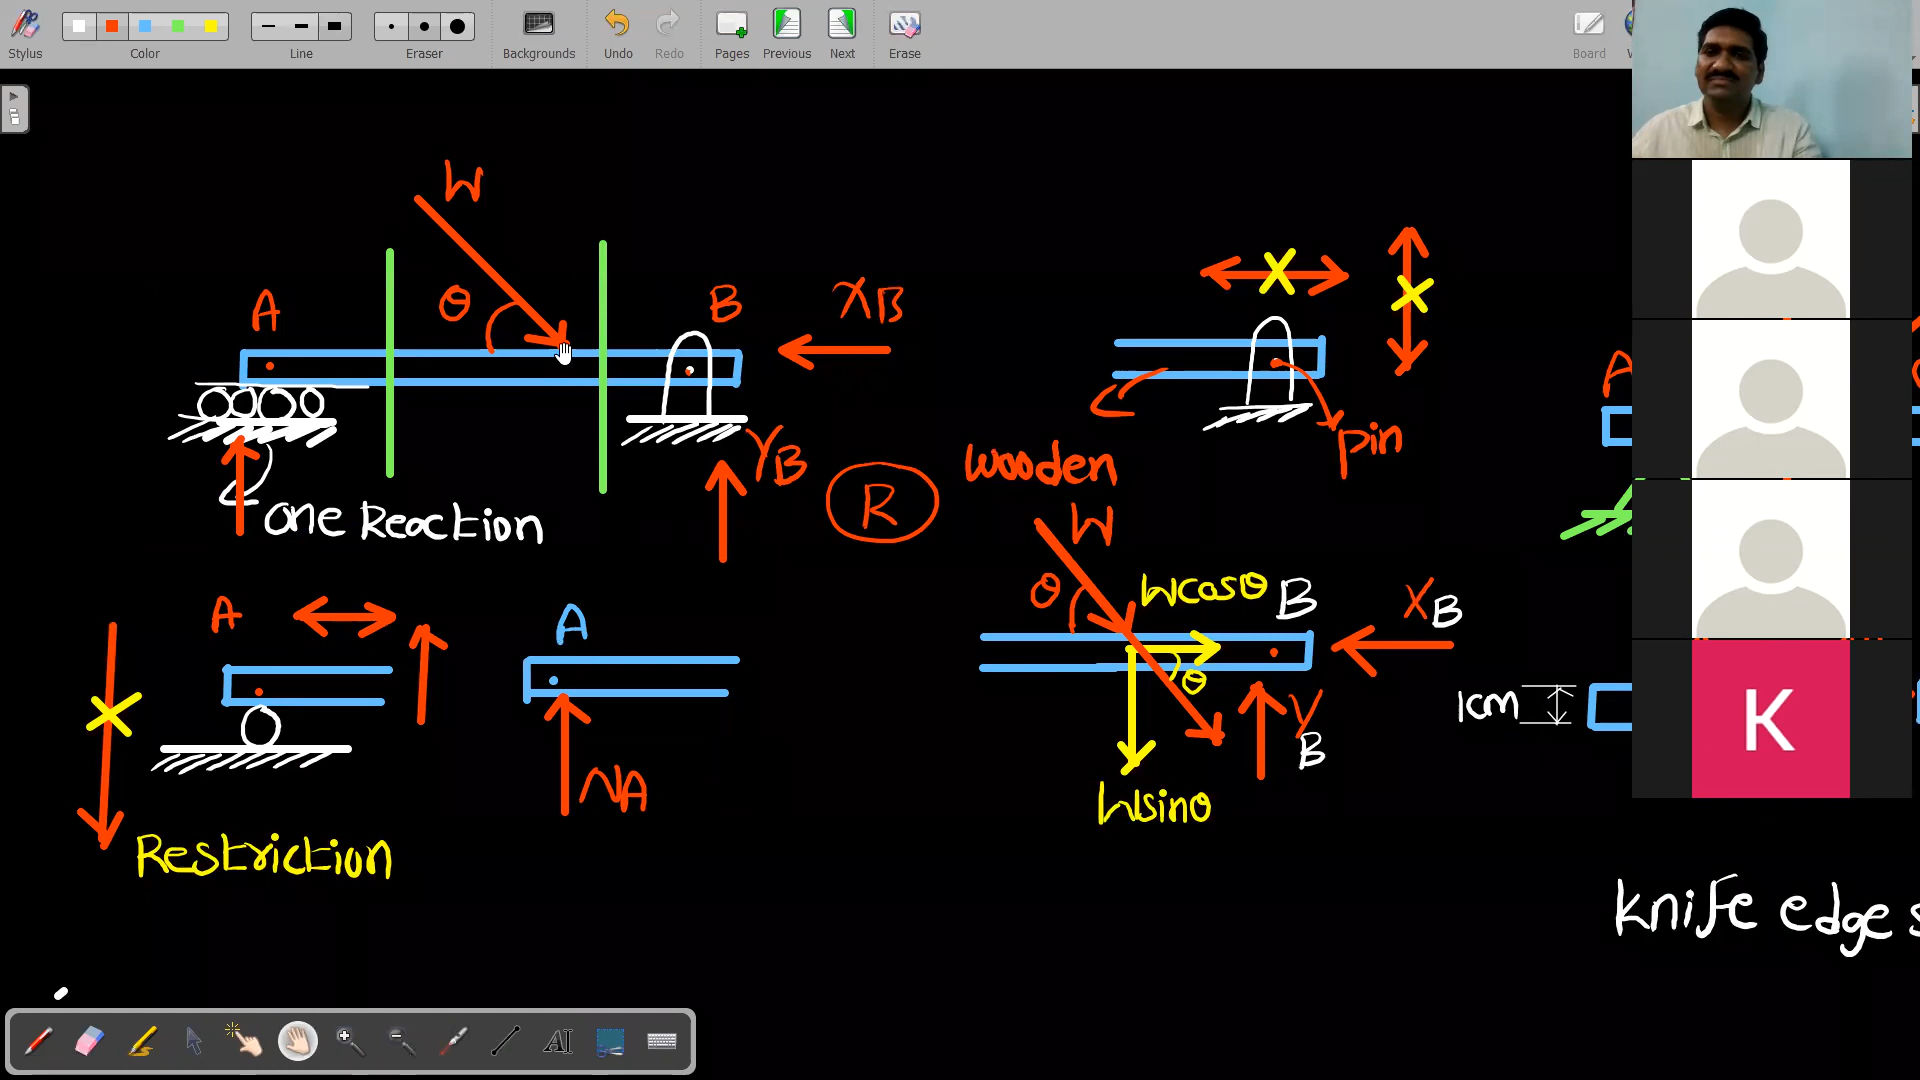 Stylus
Color
Line
Eraser
Backgrounds
Undo
Redo
Pages
Previous
Next
Erase
Board
W
θ
A
B
XB
YB
R
One Reaction
wooden
pin
A
W
θ
Wcosθ
B
XB
θ
YB
Wsinθ
A
A
NA
Restriction
1cm
K
knife edge s
AI